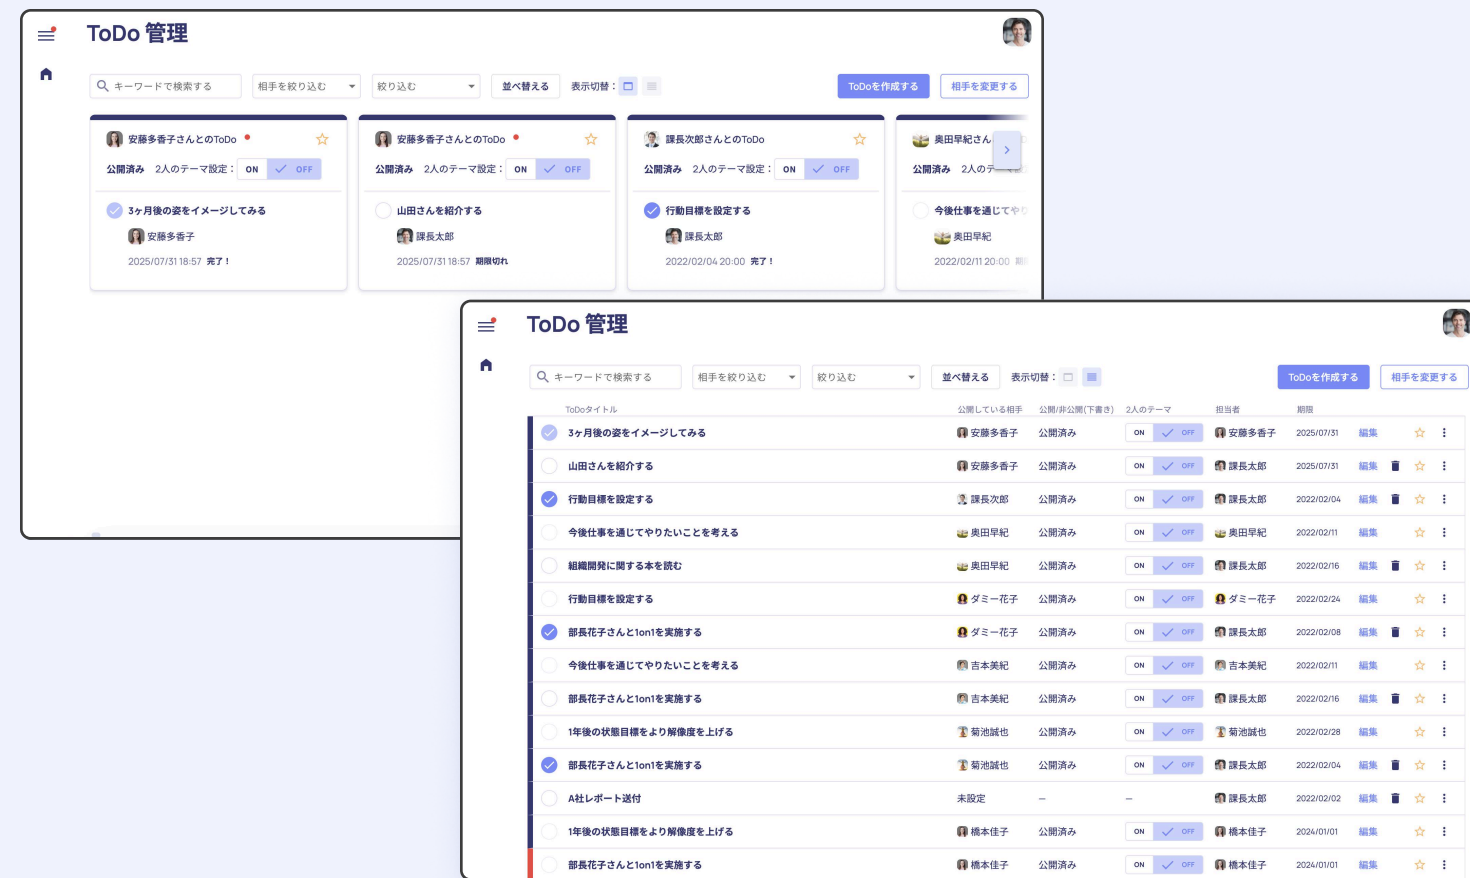 ToDo 管理
キーワードで検索する 相手を絞り込む 絞り込む 並べ替える 表示切替： ToDoを作成する 相手を変更する
安藤多香子さんとのToDo
公開済み 2人のテーマ設定： ON OFF
3ヶ月後の姿をイメージしてみる
安藤多香子
2025/07/31 18:57 完了！
安藤多香子さんとのToDo
公開済み 2人のテーマ設定： ON OFF
山田さんを紹介する
課長太郎
2025/07/31 18:57 期限切れ
課長次郎さんとのToDo
公開済み 2人のテーマ設定： ON OFF
行動目標を設定する
課長太郎
2022/02/04 20:00 完了！
奥田早紀さん
公開済み 2人のテ
今後仕事を通じてやり
奥田早紀
2022/02/11 20:00 期
ToDo 管理
キーワードで検索する 相手を絞り込む 絞り込む 並べ替える 表示切替： ToDoを作成する 相手を変更する
ToDoタイトル 公開している相手 公開/非公開(下書き) 2人のテーマ 担当者 期限
3ヶ月後の姿をイメージしてみる 安藤多香子 公開済み ON OFF 安藤多香子 2025/07/31 編集
山田さんを紹介する 安藤多香子 公開済み ON OFF 課長太郎 2025/07/31 編集
行動目標を設定する 課長次郎 公開済み ON OFF 課長太郎 2022/02/04 編集
今後仕事を通じてやりたいことを考える 奥田早紀 公開済み ON OFF 奥田早紀 2022/02/11 編集
組織開発に関する本を読む 奥田早紀 公開済み ON OFF 課長太郎 2022/02/16 編集
行動目標を設定する ダミー花子 公開済み ON OFF ダミー花子 2022/02/24 編集
部長花子さんと1on1を実施する ダミー花子 公開済み ON OFF 課長太郎 2022/02/08 編集
今後仕事を通じてやりたいことを考える 吉本美紀 公開済み ON OFF 吉本美紀 2022/02/11 編集
部長花子さんと1on1を実施する 吉本美紀 公開済み ON OFF 課長太郎 2022/02/16 編集
1年後の状態目標をより解像度を上げる 菊池誠也 公開済み ON OFF 菊池誠也 2022/02/28 編集
部長花子さんと1on1を実施する 菊池誠也 公開済み ON OFF 課長太郎 2022/02/04 編集
A社レポート送付 未設定 – – 課長太郎 2022/02/02 編集
1年後の状態目標をより解像度を上げる 橋本佳子 公開済み ON OFF 橋本佳子 2024/01/01 編集
部長花子さんと1on1を実施する 橋本佳子 公開済み ON OFF 橋本佳子 2024/01/01 編集